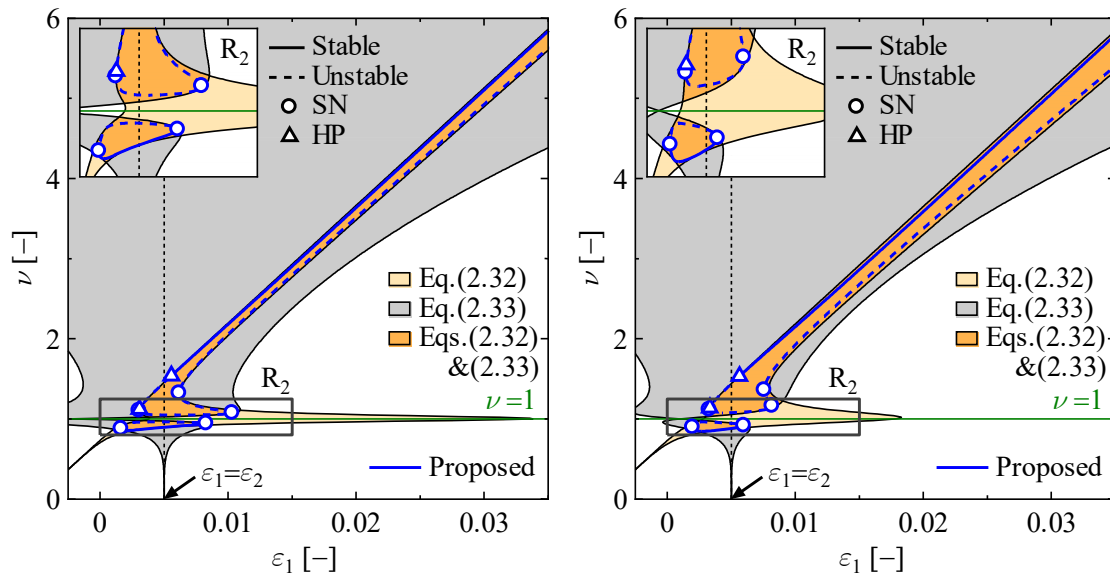 6
4
2
0
ν [–]
R₂
Stable
Unstable
SN
HP
Eq.(2.32)
Eq.(2.33)
Eqs.(2.32)
&(2.33)
R₂
ν=1
ε₁=ε₂
Proposed
0 0.01 0.02 0.03
ε₁ [–]
6
4
2
0
ν [–]
R₂
Stable
Unstable
SN
HP
Eq.(2.32)
Eq.(2.33)
Eqs.(2.32)
&(2.33)
R₂
ν=1
ε₁=ε₂
Proposed
0 0.01 0.02 0.03
ε₁ [–]